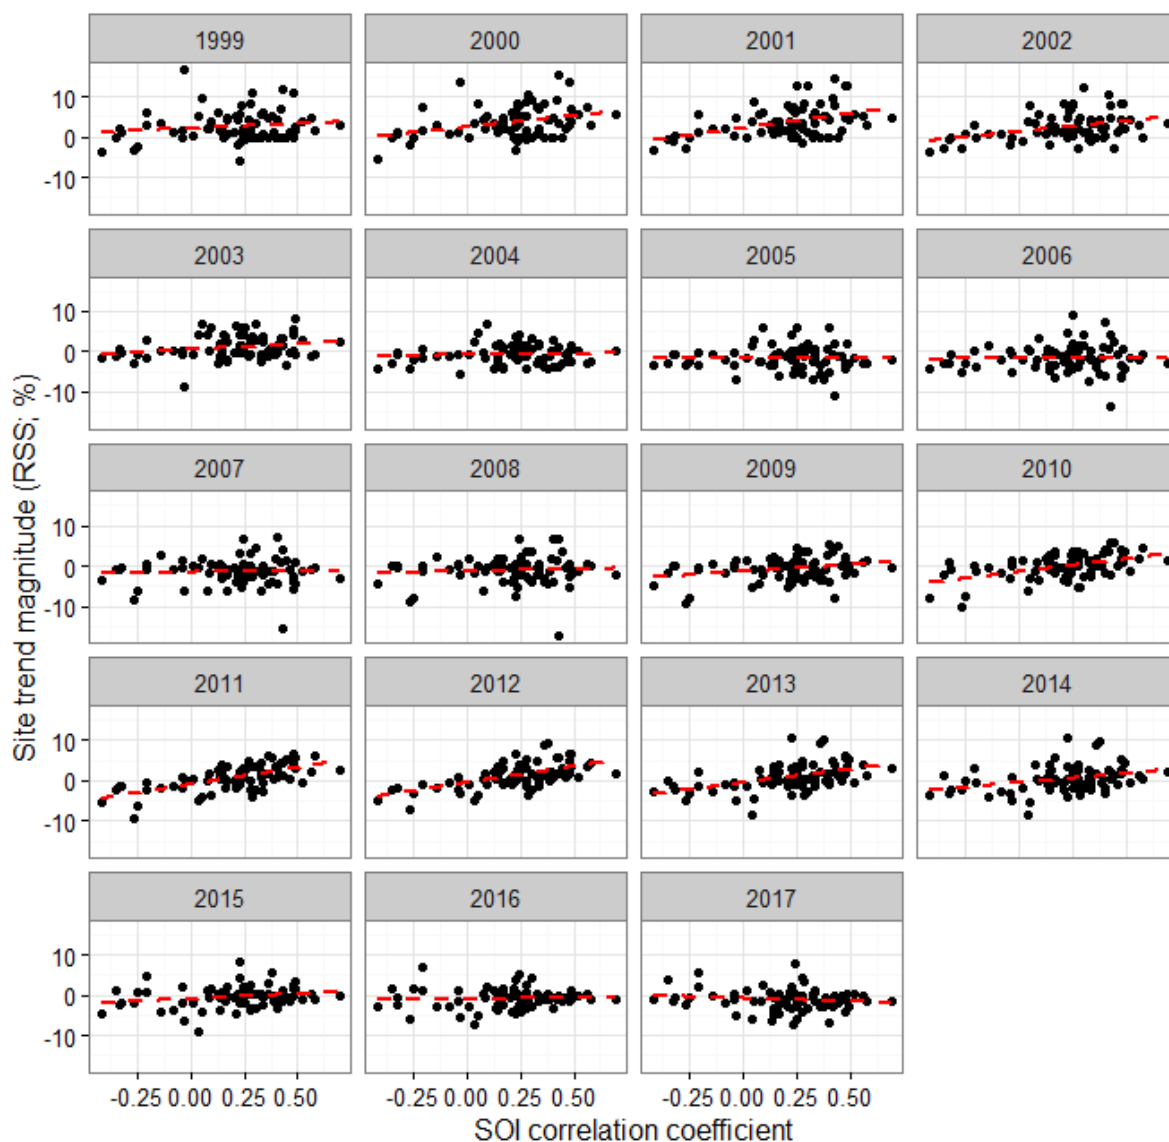 1999 2000 2001 2002
10
0
-10
2003 2004 2005 2006
10
0
-10
2007 2008 2009 2010
10
0
-10
2011 2012 2013 2014
10
0
-10
2015 2016 2017
10
0
-10
-0.25 0.00 0.25 0.50 -0.25 0.00 0.25 0.50 -0.25 0.00 0.25 0.50
SOI correlation coefficient
Site trend magnitude (RSS; %)